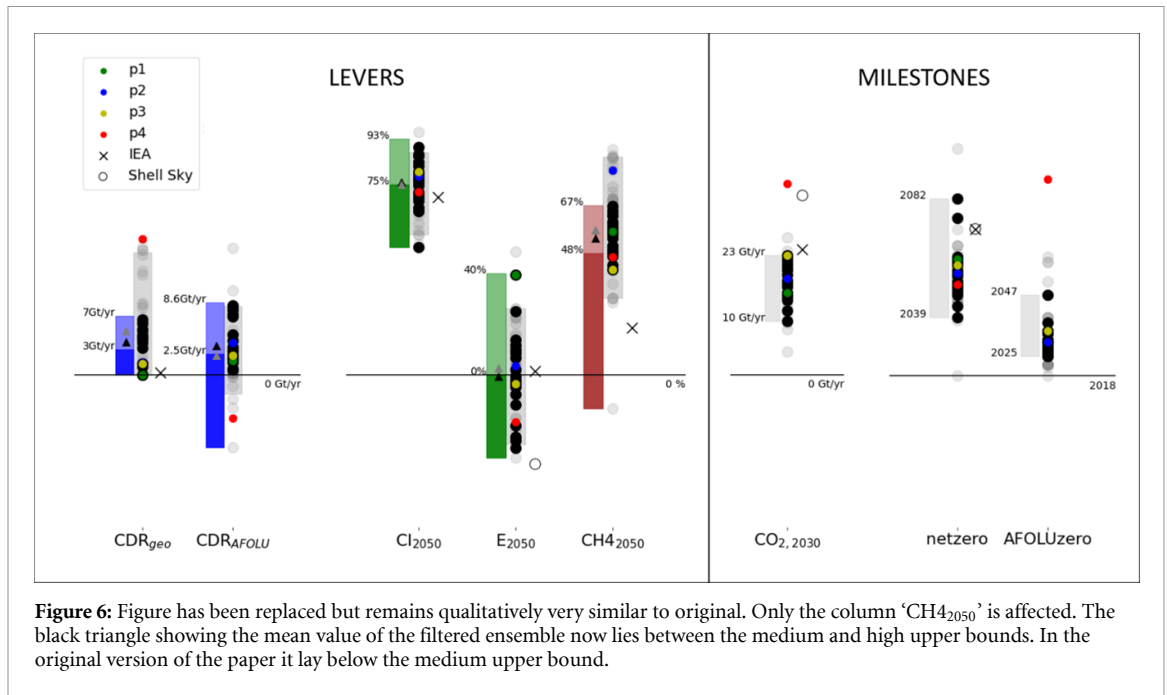 p1
p2
p3
p4
IEA
Shell Sky
LEVERS
MILESTONES
93%
75%
67%
48%
40%
0%
7Gt/yr
3Gt/yr
8.6Gt/yr
2.5Gt/yr
0 Gt/yr
0 %
23 Gt/yr
10 Gt/yr
0 Gt/yr
2082
2039
2047
2025
2018
CDRgeo
CDRAFOLU
CI2050
E2050
CH42050
CO2, 2030
netzero
AFOLUzero
Figure 6: Figure has been replaced but remains qualitatively very similar to original. Only the column ‘CH42050’ is affected. The
black triangle showing the mean value of the filtered ensemble now lies between the medium and high upper bounds. In the
original version of the paper it lay below the medium upper bound.